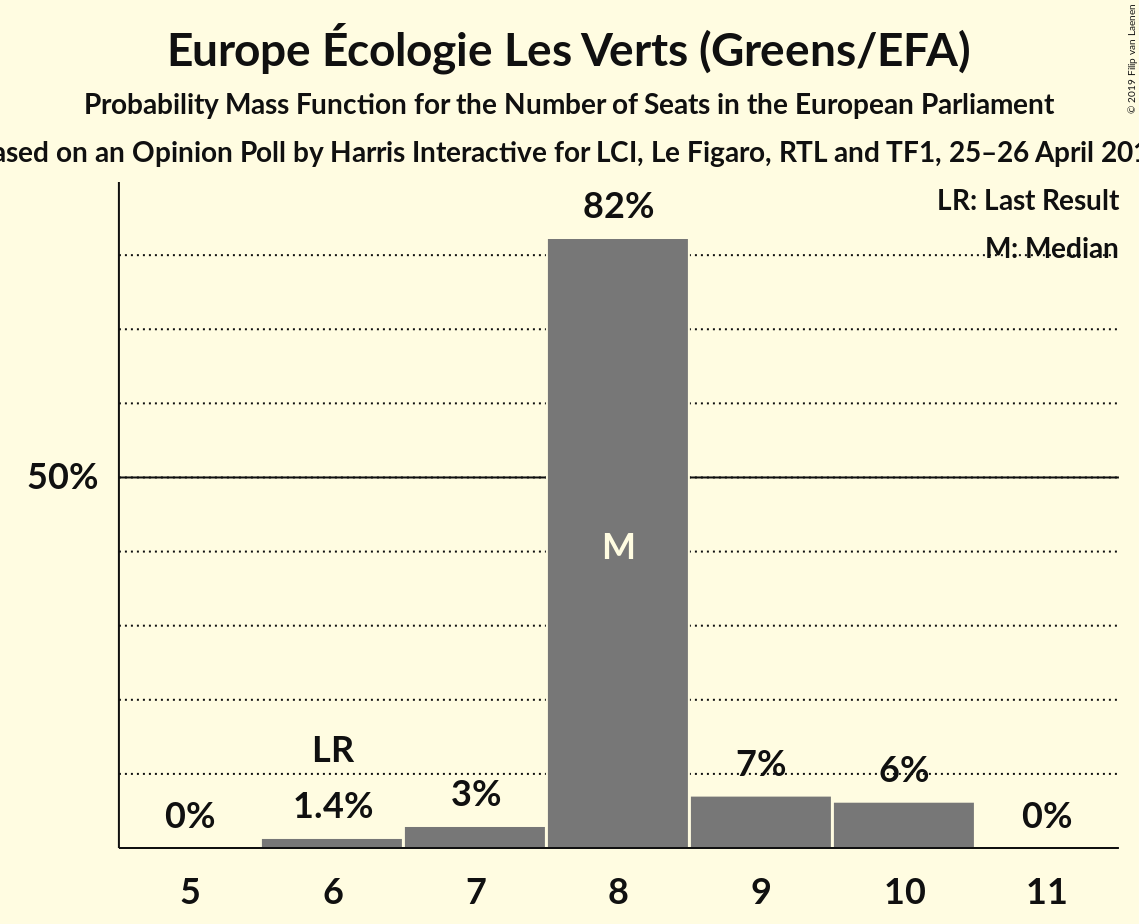 Europe Écologie Les Verts (Greens/EFA)
Probability Mass Function for the Number of Seats in the European Parliament
on an Opinion Poll by Harris Interactive for LCI, Le Figaro, RTL and TF1, 25–26 April
© 2019 Filip van Laenen
LR: Last Result
M: Median
82%
50%
M
LR
7%
6%
3%
1.4%
0%
0%
5 6 7 8 9 10 11